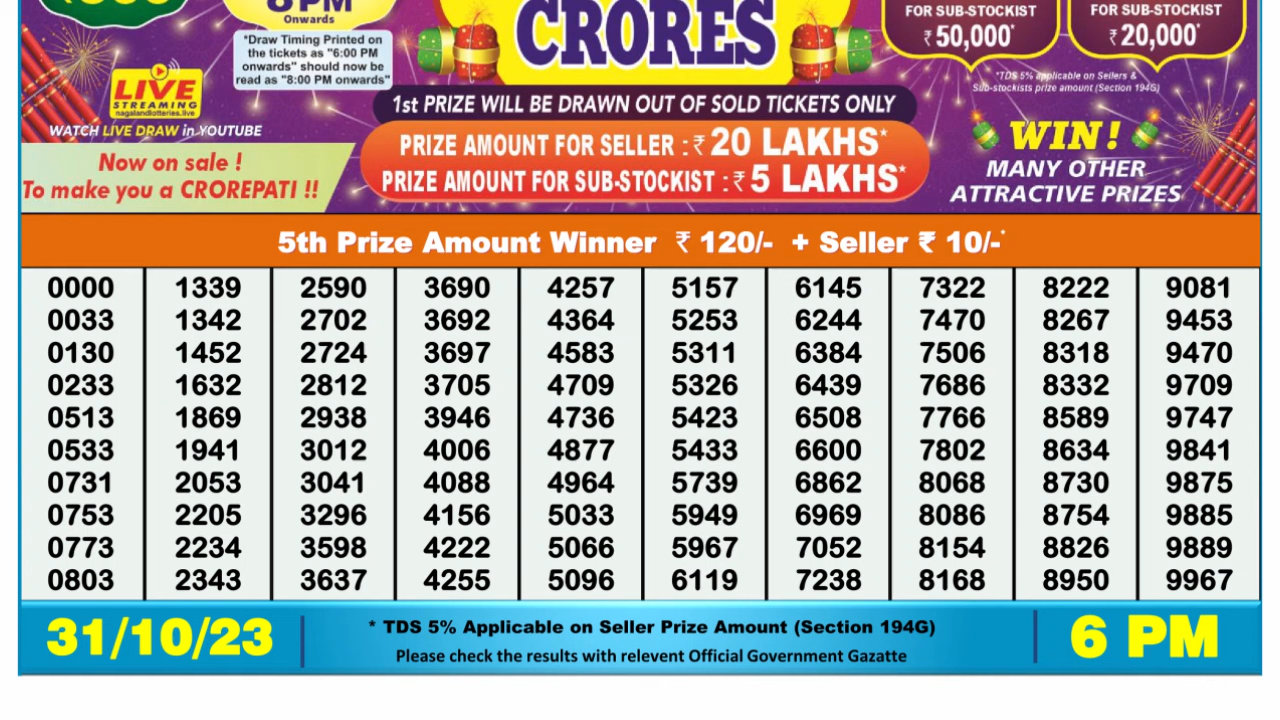 8 PM
Onwards
*Draw Timing Printed on
the tickets as "6:00 PM
onwards" should now be
read as "8:00 PM onwards"
LIVE
STREAMING
nagalandlotteries.live
WATCH LIVE DRAW in YOUTUBE
Now on sale !
To make you a CROREPATI !!
CRORES
1st PRIZE WILL BE DRAWN OUT OF SOLD TICKETS ONLY
PRIZE AMOUNT FOR SELLER : ₹ 20 LAKHS*
PRIZE AMOUNT FOR SUB-STOCKIST : ₹ 5 LAKHS*
FOR SUB-STOCKIST
₹ 50,000*
FOR SUB-STOCKIST
₹ 20,000*
*TDS 5% applicable on Sellers &
Sub-stockists prize amount (Section 194G)
WIN !
MANY OTHER
ATTRACTIVE PRIZES
5th Prize Amount Winner ₹ 120/- + Seller ₹ 10/-*
0000 1339 2590 3690 4257 5157 6145 7322 8222 9081
0033 1342 2702 3692 4364 5253 6244 7470 8267 9453
0130 1452 2724 3697 4583 5311 6384 7506 8318 9470
0233 1632 2812 3705 4709 5326 6439 7686 8332 9709
0513 1869 2938 3946 4736 5423 6508 7766 8589 9747
0533 1941 3012 4006 4877 5433 6600 7802 8634 9841
0731 2053 3041 4088 4964 5739 6862 8068 8730 9875
0753 2205 3296 4156 5033 5949 6969 8086 8754 9885
0773 2234 3598 4222 5066 5967 7052 8154 8826 9889
0803 2343 3637 4255 5096 6119 7238 8168 8950 9967
31/10/23
* TDS 5% Applicable on Seller Prize Amount (Section 194G)
Please check the results with relevent Official Government Gazatte
6 PM